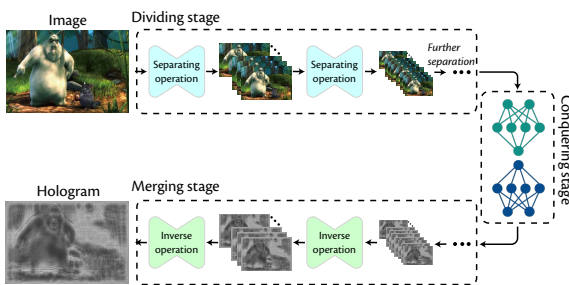 Image
Dividing stage
Separating
operation
Separating
operation
Further
separation
Conquering stage
Hologram
Merging stage
Inverse
operation
Inverse
operation